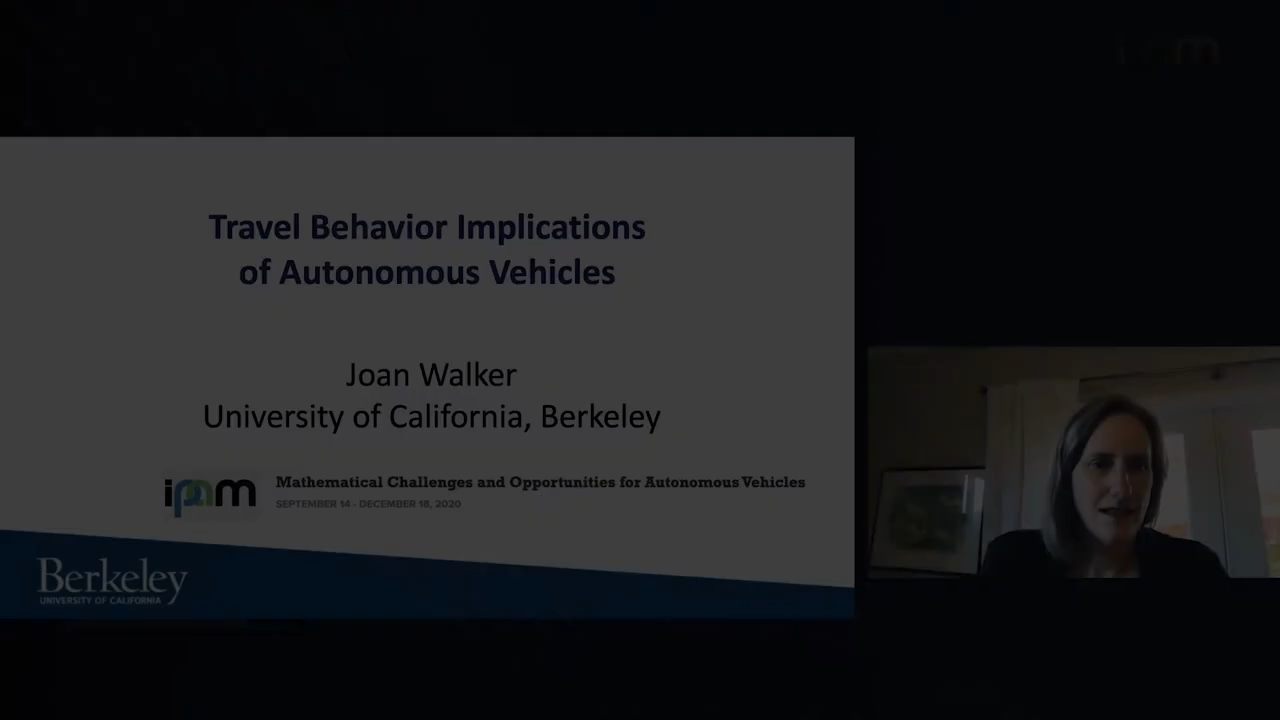 ipam
Travel Behavior Implications
of Autonomous Vehicles
Joan Walker
University of California, Berkeley
ipam
Mathematical Challenges and Opportunities for Autonomous Vehicles
SEPTEMBER 14 - DECEMBER 18, 2020
Berkeley
UNIVERSITY OF CALIFORNIA